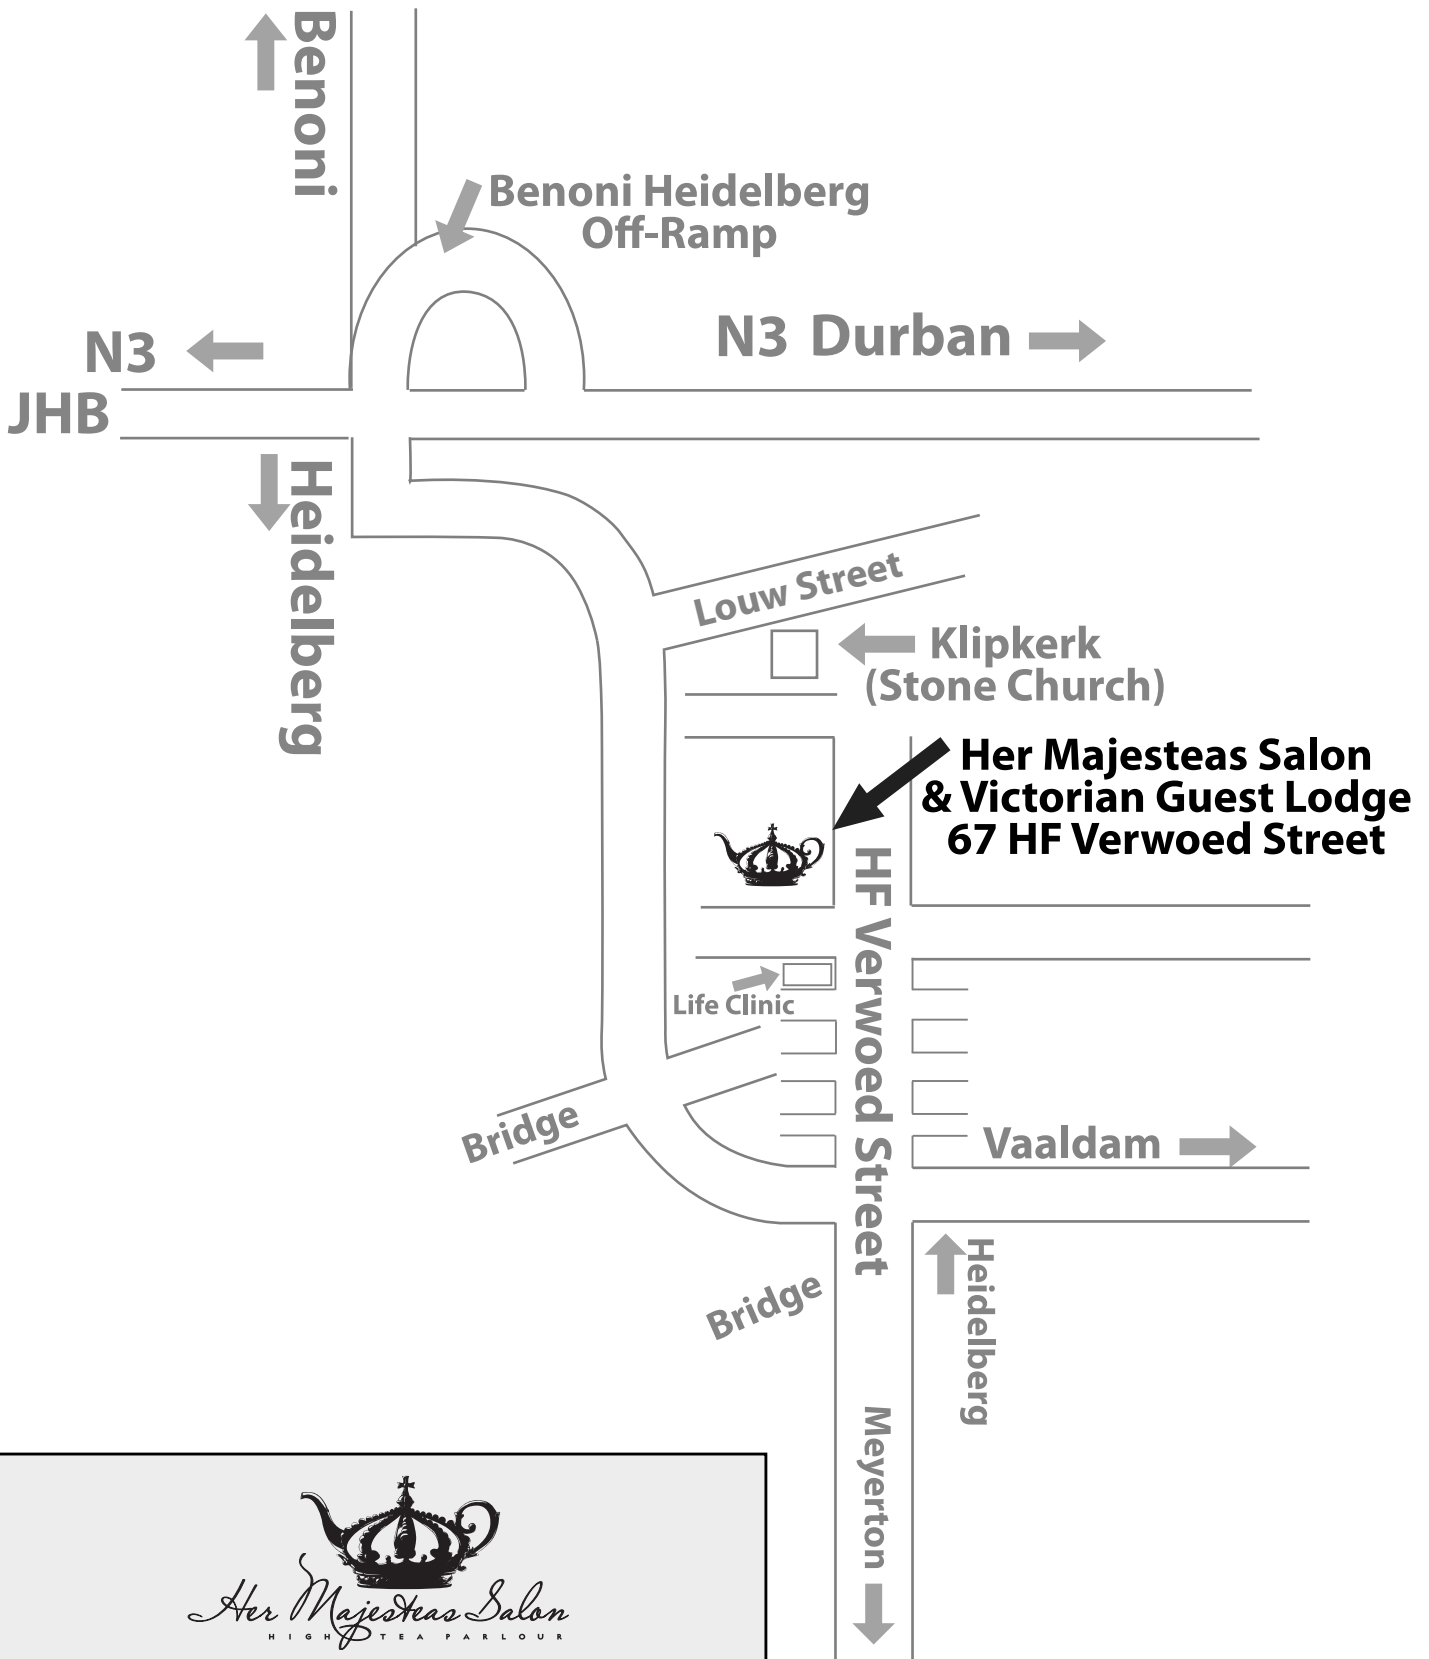 Benoni
Benoni Heidelberg
Off-Ramp
N3
JHB
N3 Durban
Heidelberg
Louw Street
Klipkerk
(Stone Church)
Her Majesteas Salon
& Victorian Guest Lodge
67 HF Verwoed Street
HF Verwoed Street
Life Clinic
Bridge
Vaaldam
Bridge
Heidelberg
Meyerton
Her Majesteas Salon
HIGH TEA PARLOUR